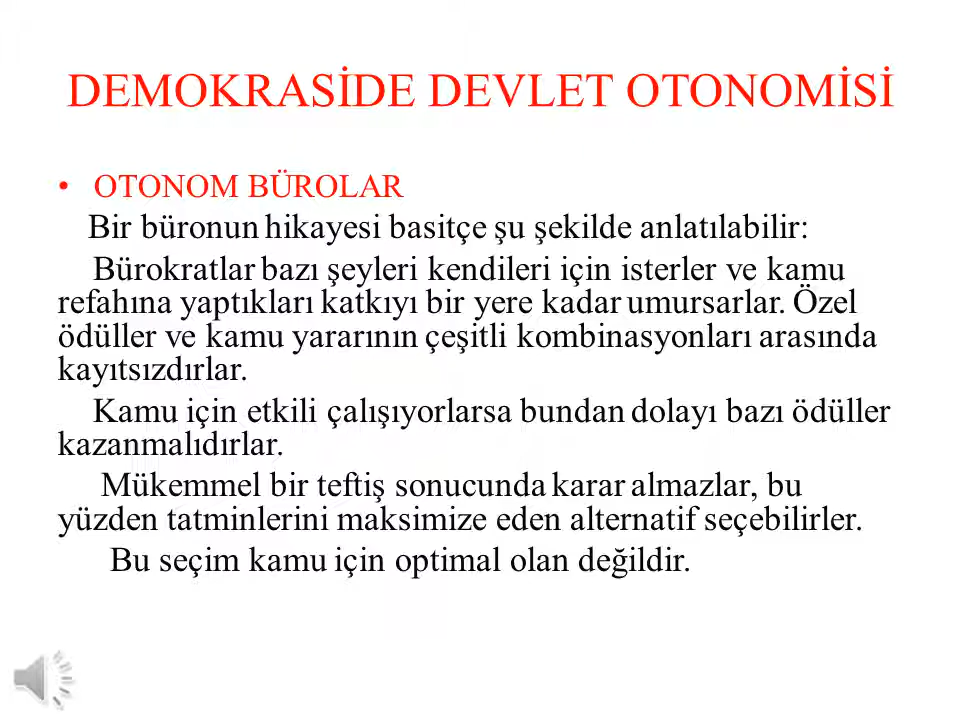 DEMOKRASİDE DEVLET OTONOMİSİ
• OTONOM BÜROLAR
Bir büronun hikayesi basitçe şu şekilde anlatılabilir:
Bürokratlar bazı şeyleri kendileri için isterler ve kamu
refahına yaptıkları katkıyı bir yere kadar umursarlar. Özel
ödüller ve kamu yararının çeşitli kombinasyonları arasında
kayıtsızdırlar.
Kamu için etkili çalışıyorlarsa bundan dolayı bazı ödüller
kazanmalıdırlar.
Mükemmel bir teftiş sonucunda karar almazlar, bu
yüzden tatminlerini maksimize eden alternatif seçebilirler.
Bu seçim kamu için optimal olan değildir.